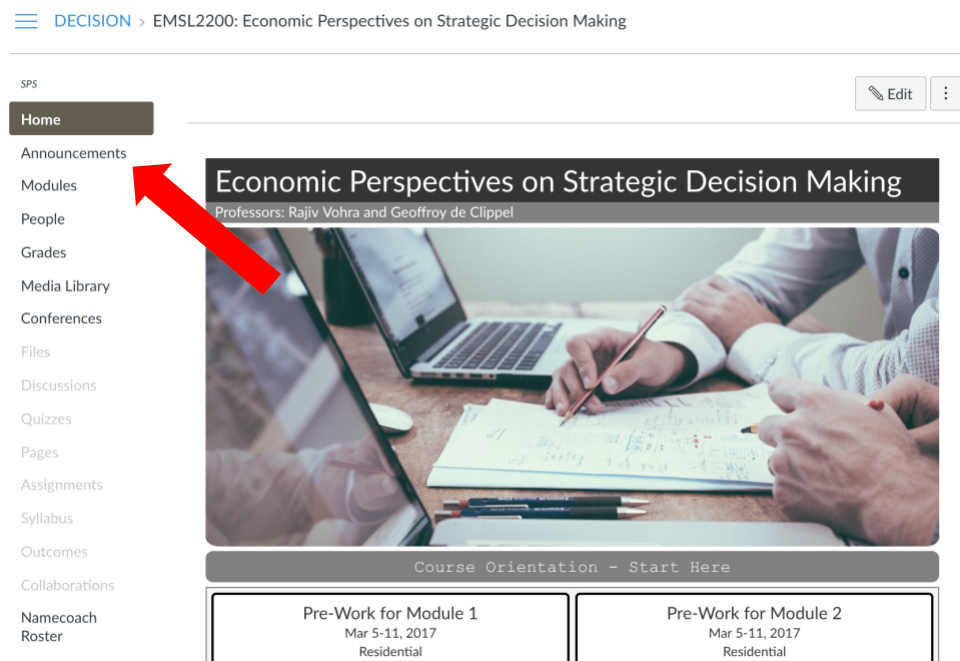 DECISION > EMSL2200: Economic Perspectives on Strategic Decision Making
SPS
Edit
Home
Announcements
Modules
People
Grades
Media Library
Conferences
Files
Discussions
Quizzes
Pages
Assignments
Syllabus
Outcomes
Collaborations
Namecoach
Roster
Economic Perspectives on Strategic Decision Making
Professors: Rajiv Vohra and Geoffroy de Clippel
Course Orientation - Start Here
Pre-Work for Module 1
Mar 5-11, 2017
Residential
Pre-Work for Module 2
Mar 5-11, 2017
Residential